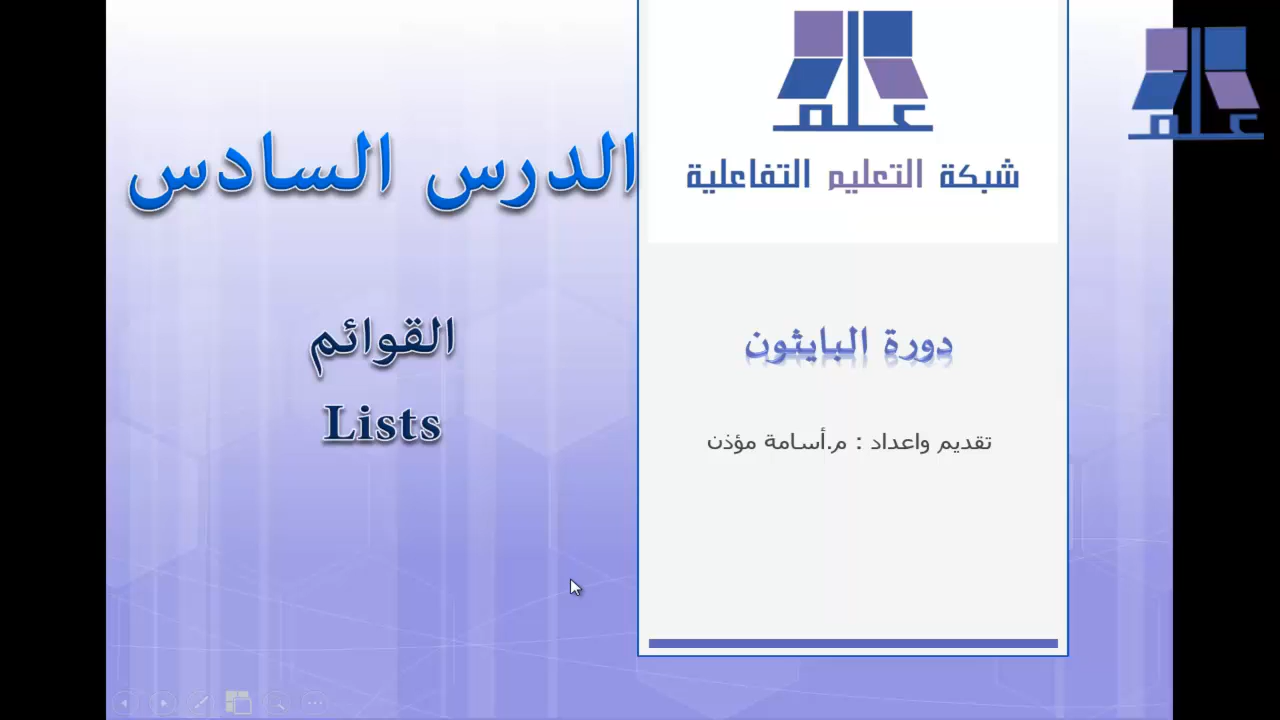 الدرس السادس
القوائم
Lists
علم
شبكة التعليم التفاعلية
دورة البايثون
تقديم واعداد : م.أسامة مؤذن
علم